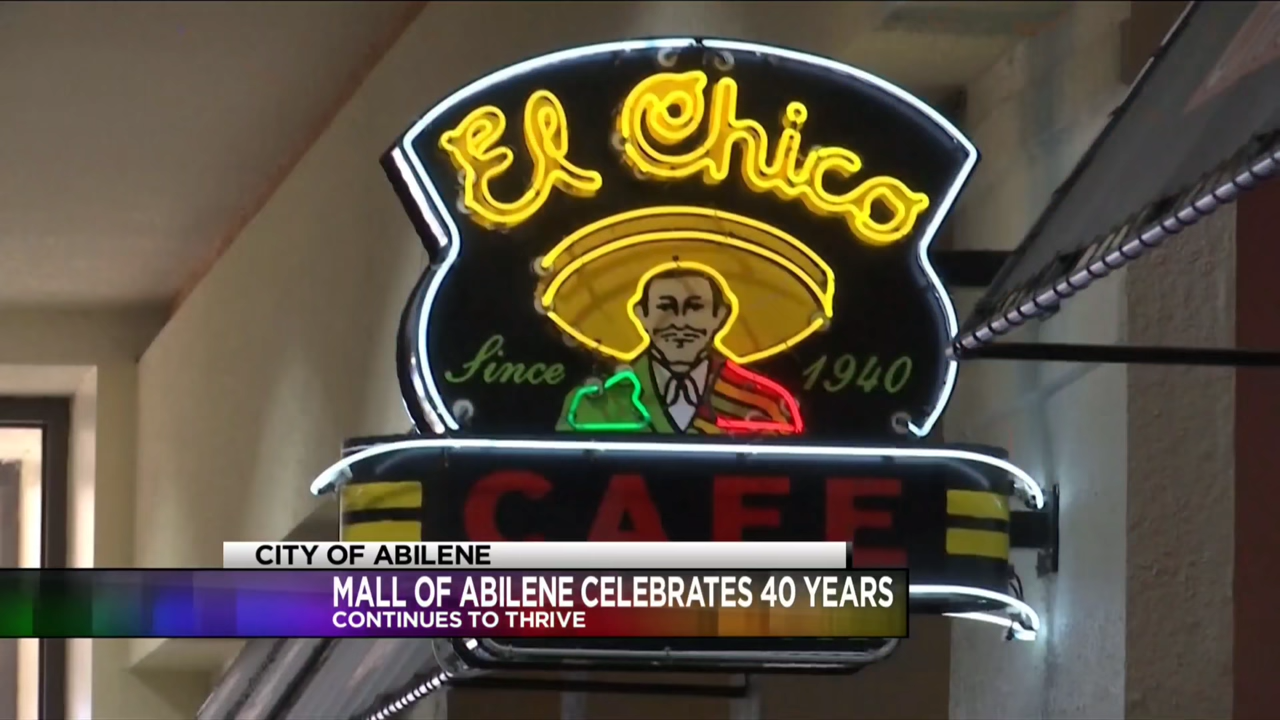 El Chico
Since 1940
CAFE
CITY OF ABILENE
MALL OF ABILENE CELEBRATES 40 YEARS
CONTINUES TO THRIVE